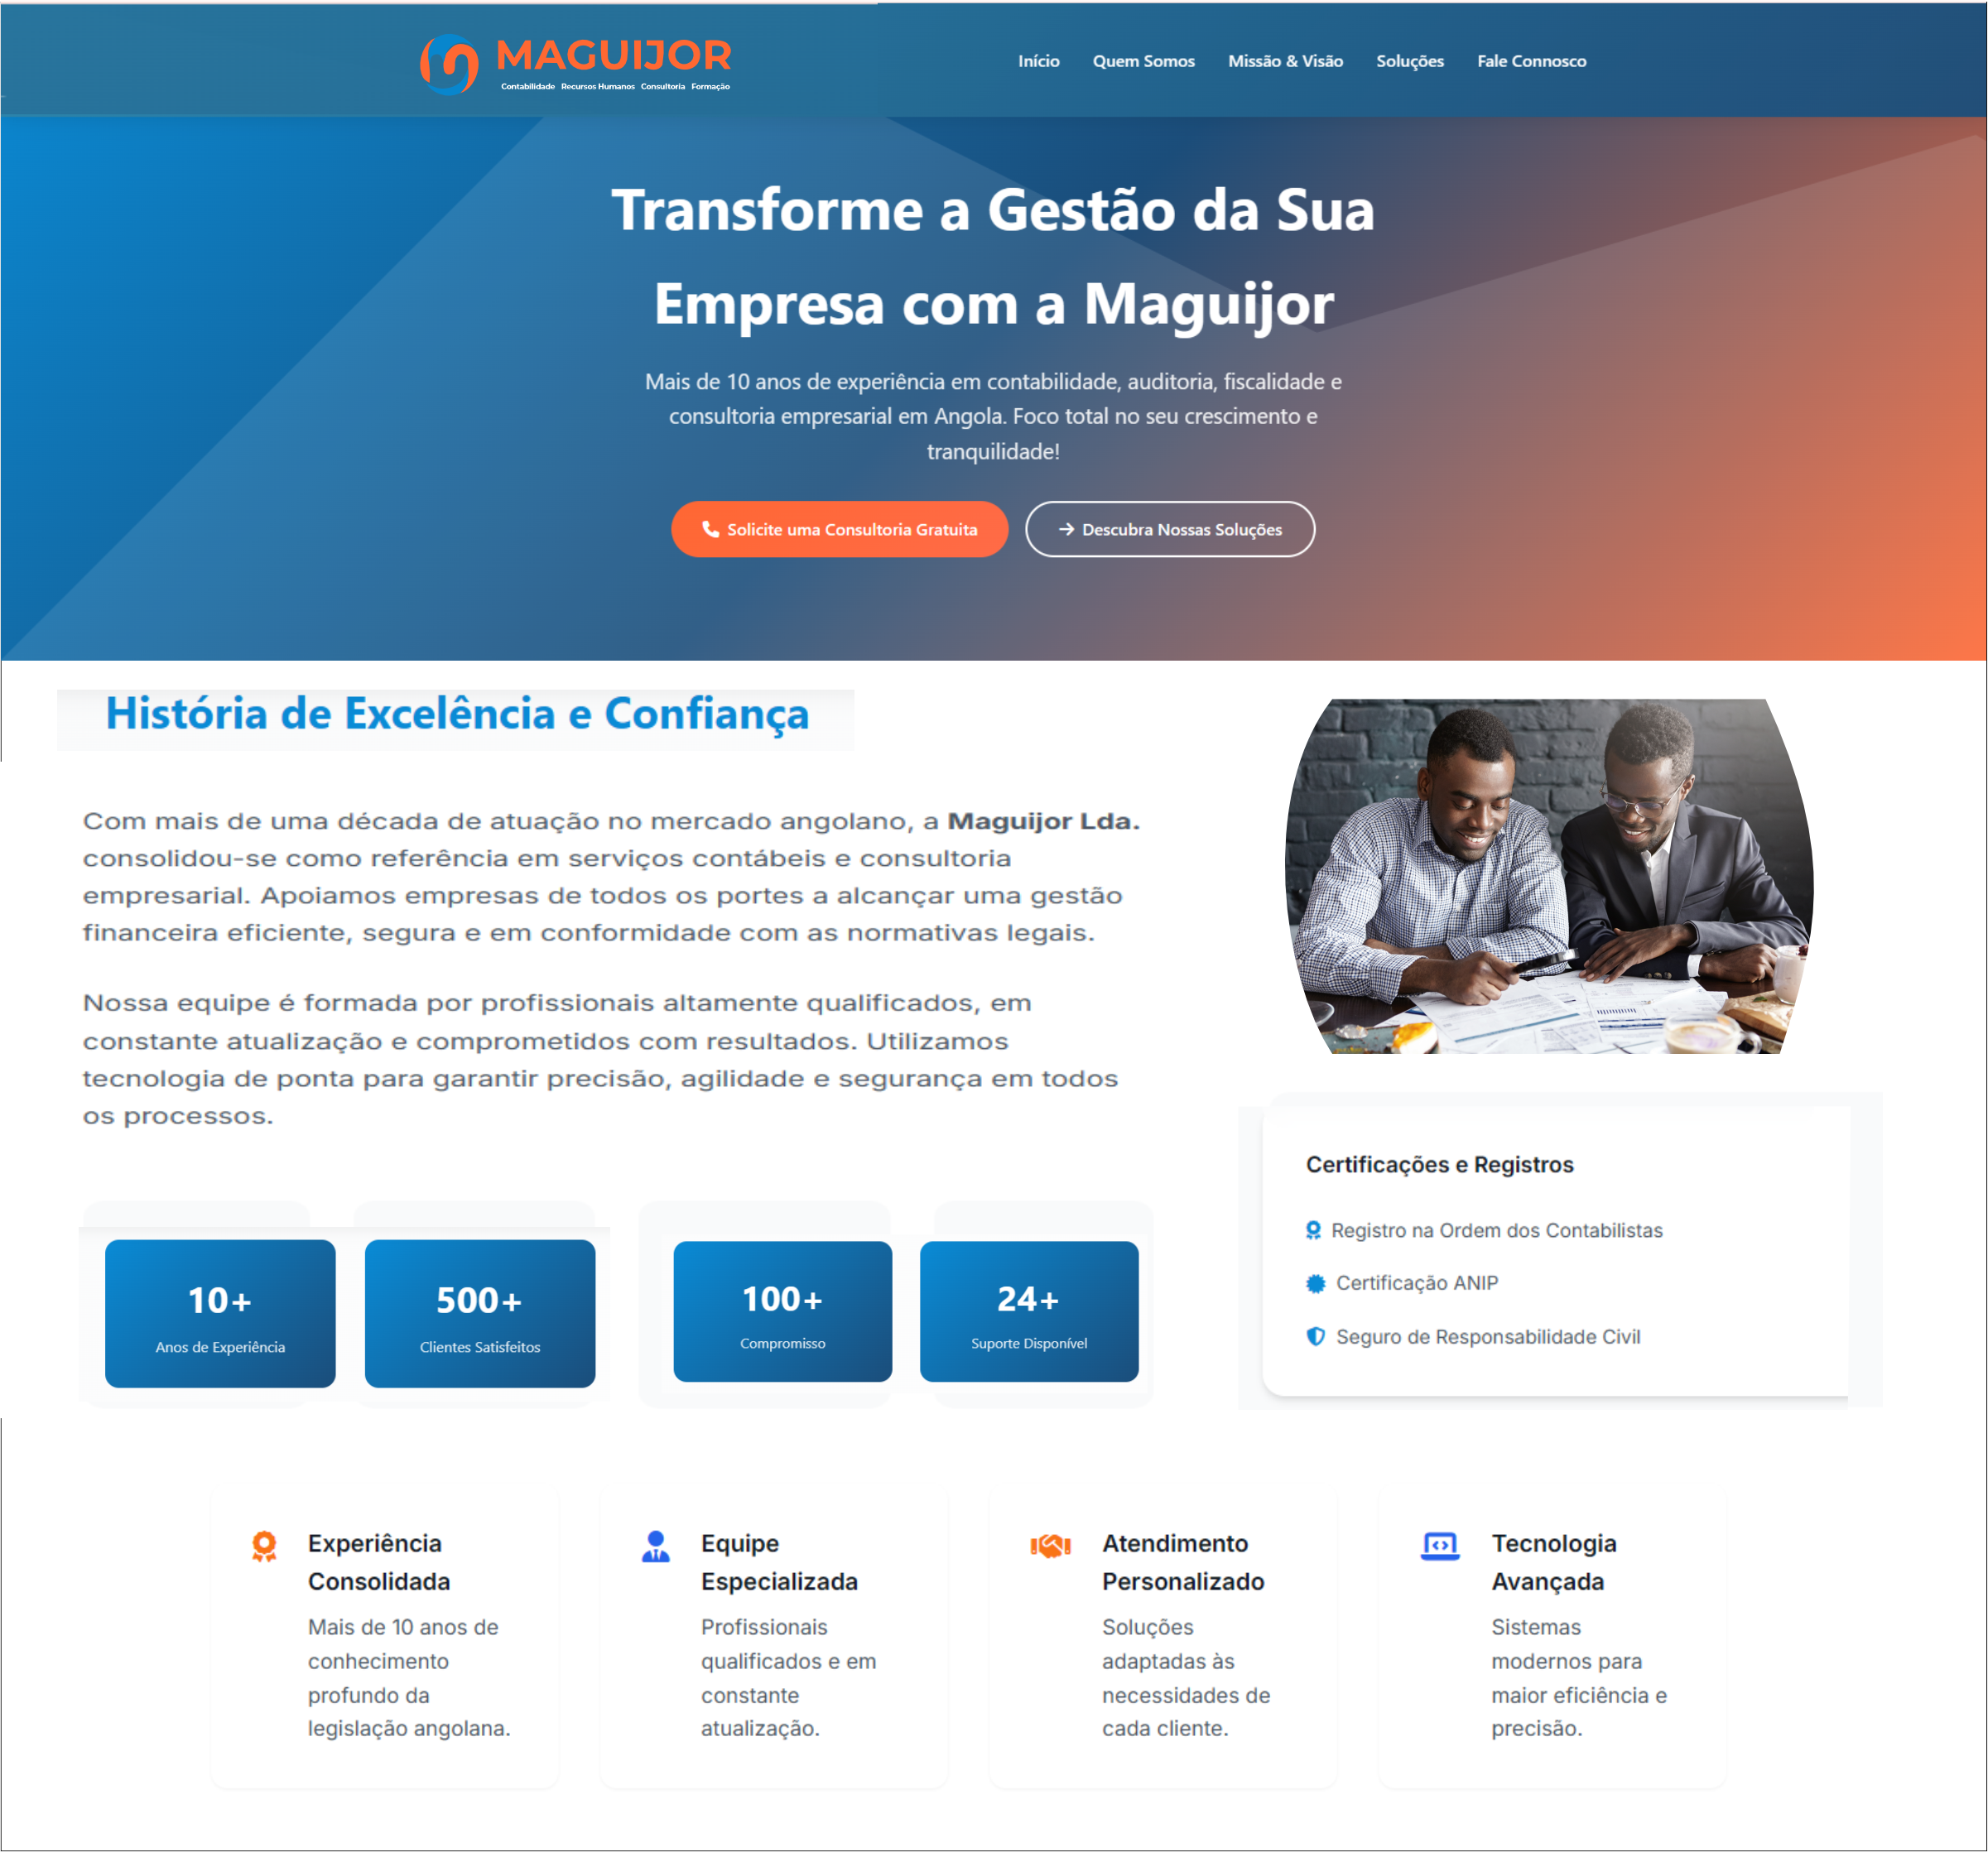 MAGUIJOR
Contabilidade Recursos Humanos Consultoria Formação
Início Quem Somos Missão & Visão Soluções Fale Connosco
Transforme a Gestão da Sua
Empresa com a Maguijor
Mais de 10 anos de experiência em contabilidade, auditoria, fiscalidade e
consultoria empresarial em Angola. Foco total no seu crescimento e
tranquilidade!
Solicite uma Consultoria Gratuita
Descubra Nossas Soluções
História de Excelência e Confiança
Com mais de uma década de atuação no mercado angolano, a Maguijor Lda.
consolidou-se como referência em serviços contábeis e consultoria
empresarial. Apoiamos empresas de todos os portes a alcançar uma gestão
financeira eficiente, segura e em conformidade com as normativas legais.
Nossa equipe é formada por profissionais altamente qualificados, em
constante atualização e comprometidos com resultados. Utilizamos
tecnologia de ponta para garantir precisão, agilidade e segurança em todos
os processos.
10+
Anos de Experiência
500+
Clientes Satisfeitos
100+
Compromisso
24+
Suporte Disponível
Certificações e Registros
Registro na Ordem dos Contabilistas
Certificação ANIP
Seguro de Responsabilidade Civil
Experiência
Consolidada
Mais de 10 anos de
conhecimento
profundo da
legislação angolana.
Equipe
Especializada
Profissionais
qualificados e em
constante
atualização.
Atendimento
Personalizado
Soluções
adaptadas às
necessidades de
cada cliente.
Tecnologia
Avançada
Sistemas
modernos para
maior eficiência e
precisão.